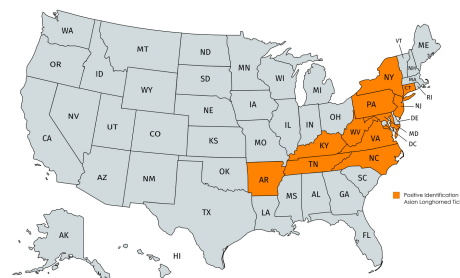 WA
MT
ND
MN
VT
ME
OR
ID
SD
WI
NH
NY
MA
WY
MI
CT
RI
NE
IA
PA
NJ
NV
OH
IL
IN
DE
UT
CO
WV
MD
CA
KS
MO
KY
VA
DC
TN
NC
AZ
NM
OK
AR
SC
MS
AL
GA
Positive Identification
Asian Longhorned Tic
TX
LA
AK
FL
HI